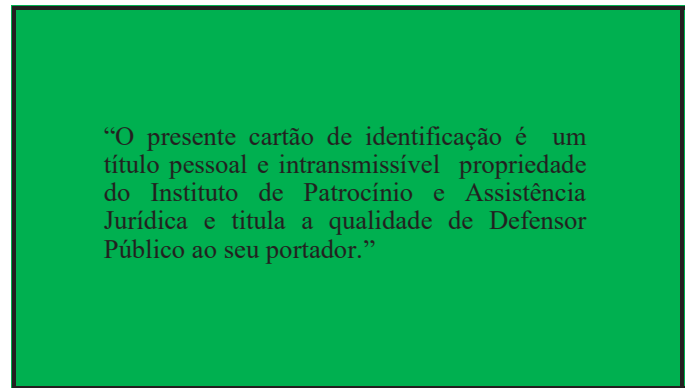 “O presente cartão de identificação é um
título pessoal e intransmissível propriedade
do Instituto de Patrocínio e Assistência
Jurídica e titula a qualidade de Defensor
Público ao seu portador.”